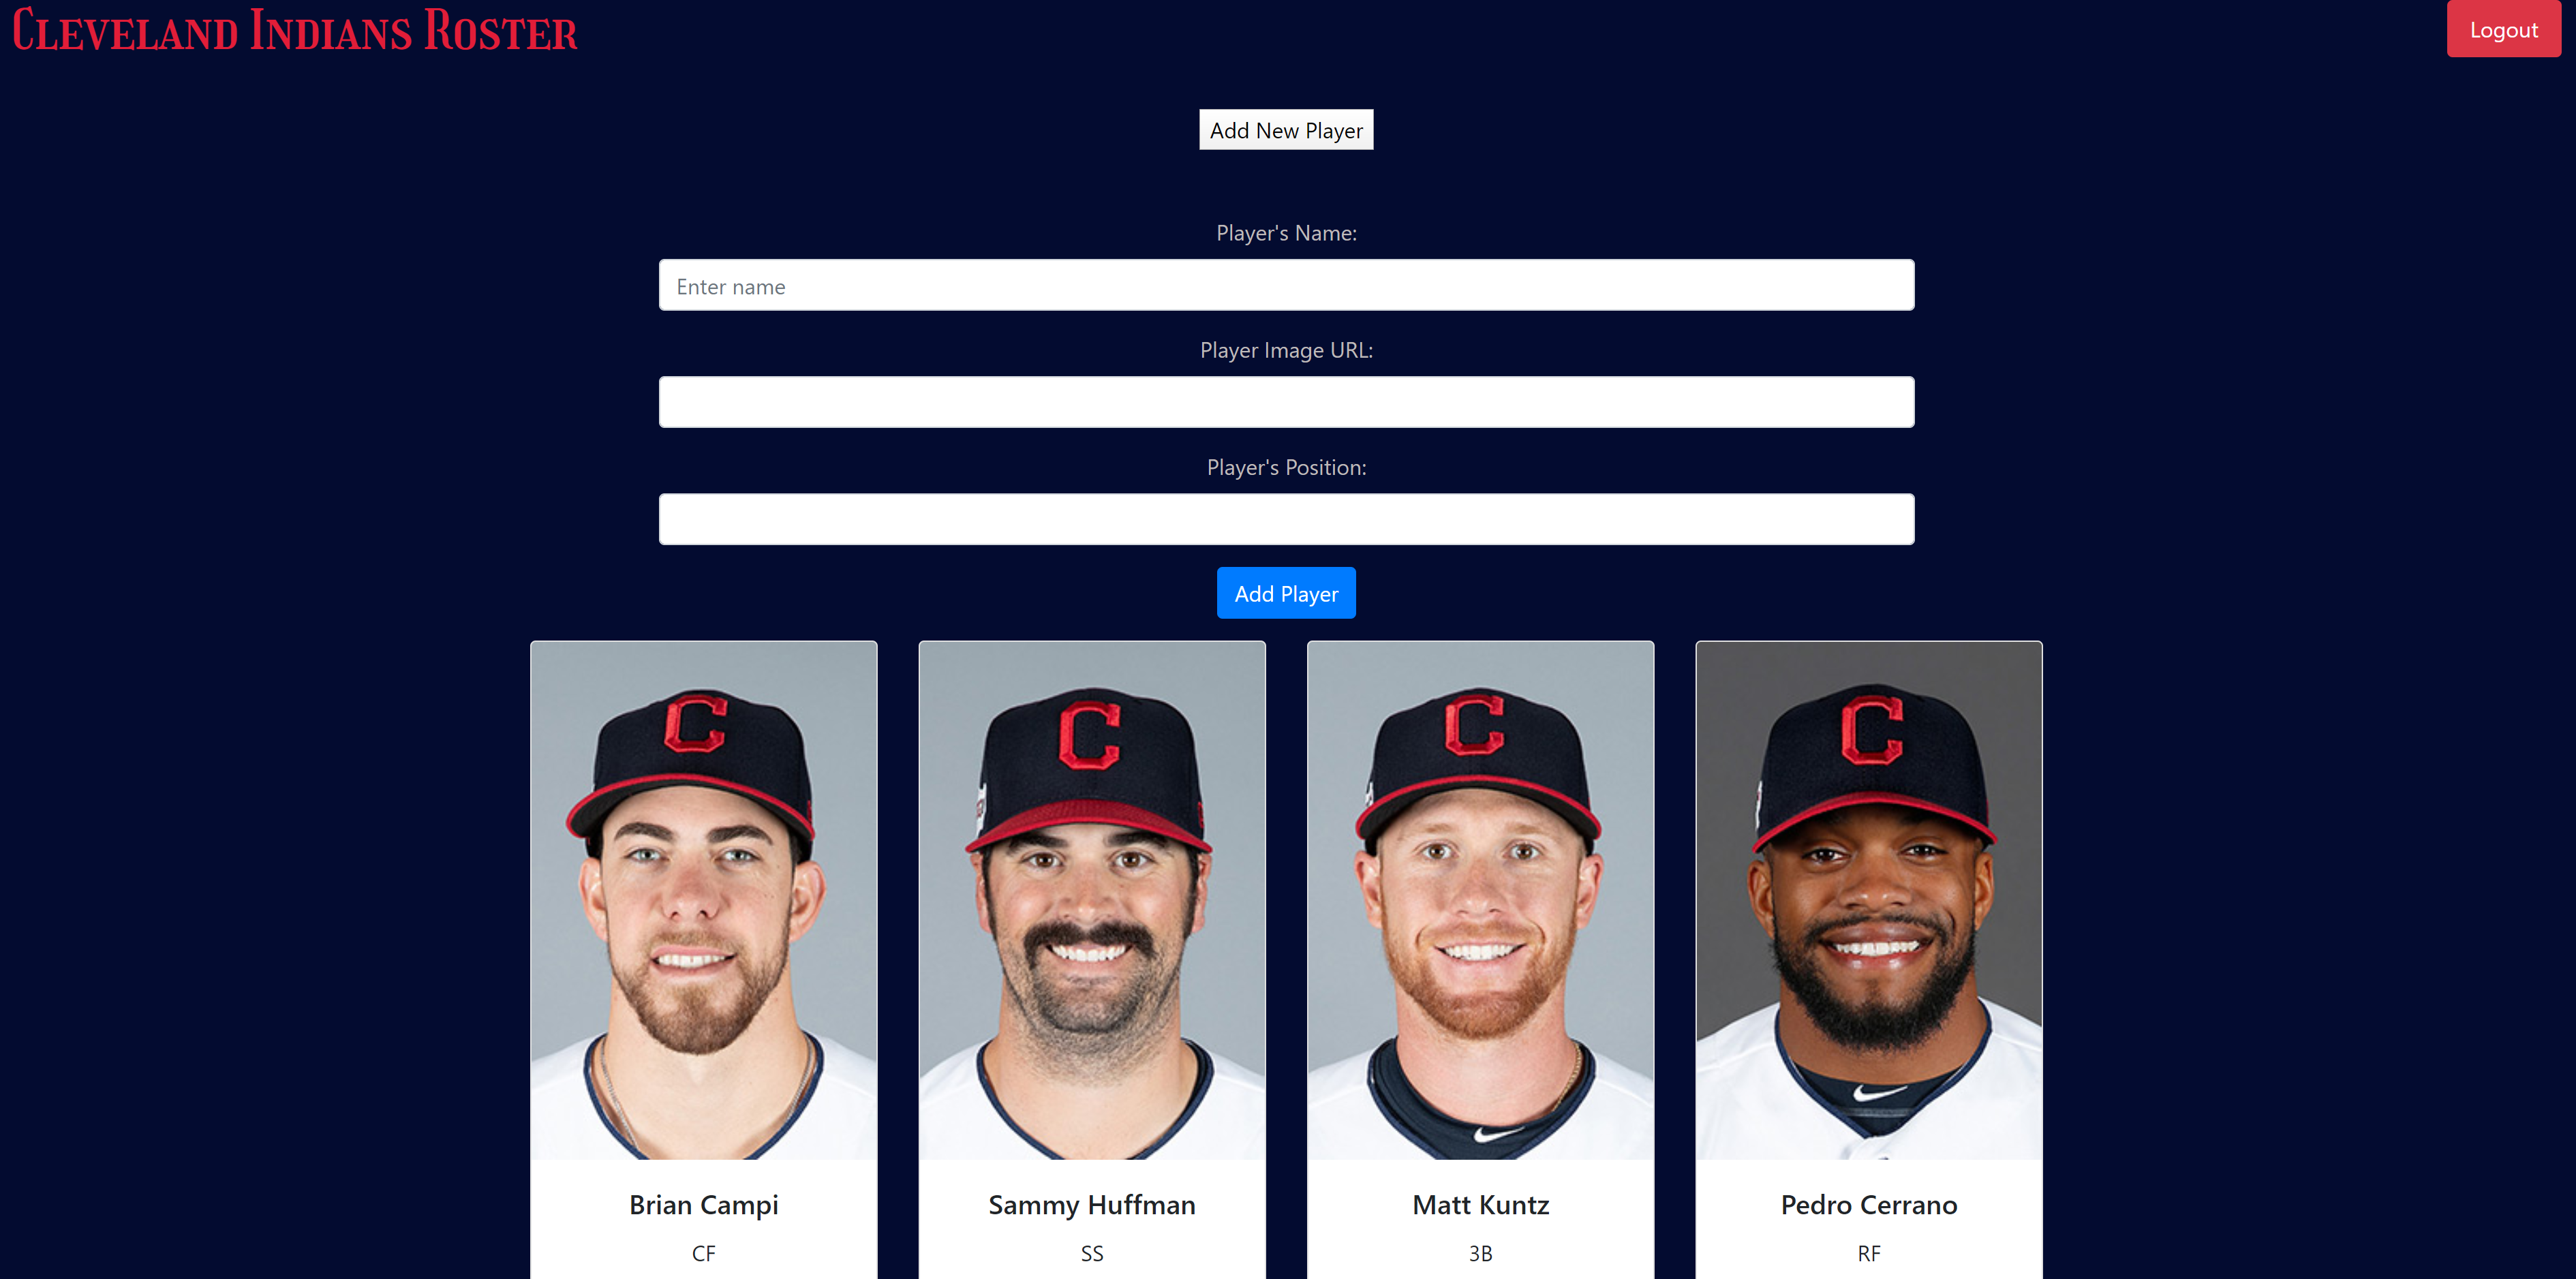 Cleveland Indians Roster
Logout
Add New Player
Player's Name:
Enter name
Player Image URL:
Player's Position:
Add Player
C
C
C
C
Brian Campi
Sammy Huffman
Matt Kuntz
Pedro Cerrano
CF
SS
3B
RF